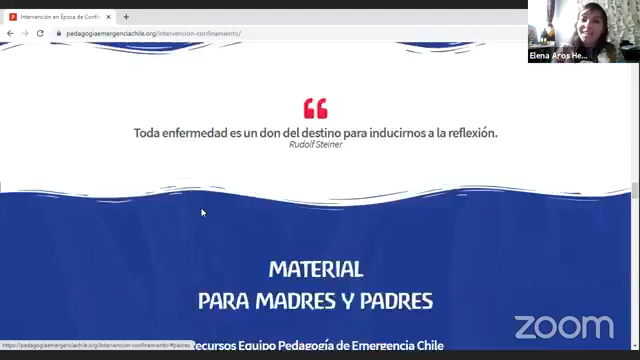 Intervención en Época de Confin
pedagogiaemergenciachile.org/intervencion-confinamiento/
Elena Aros He...
Toda enfermedad es un don del destino para inducirnos a la reflexión.
Rudolf Steiner
MATERIAL
PARA MADRES Y PADRES
Recursos Equipo Pedagogía de Emergencia Chile
https://pedagogiaemergenciachile.org/intervencion-confinamiento/#padres
zoom